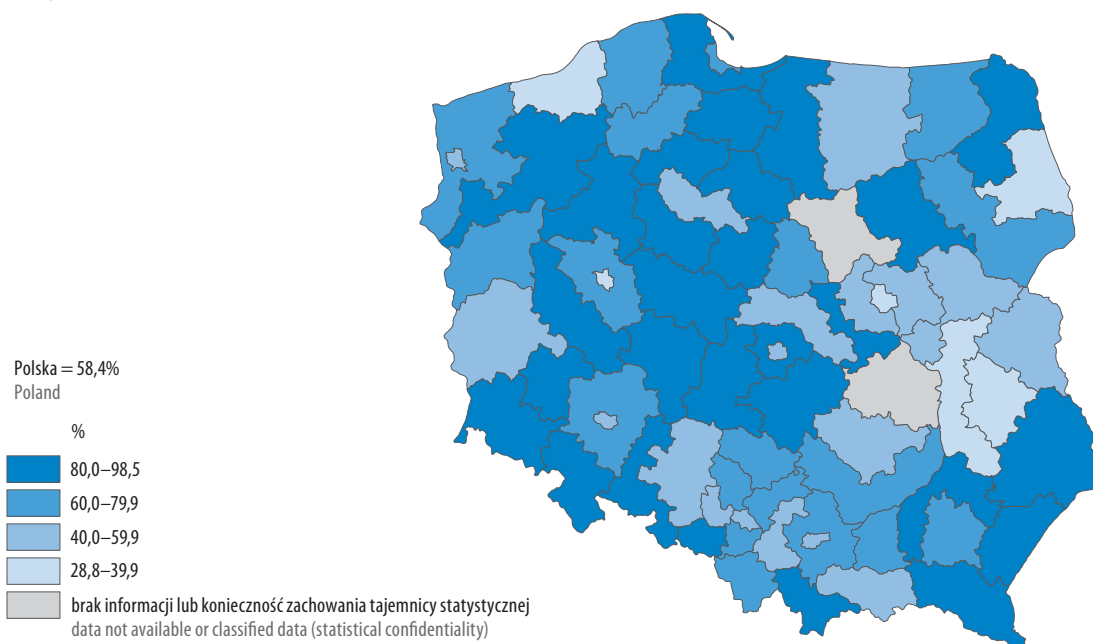 Polska = 58,4%
Poland
%
80,0–98,5
60,0–79,9
40,0–59,9
28,8–39,9
brak informacji lub konieczność zachowania tajemnicy statystycznej
data not available or classified data (statistical confidentiality)